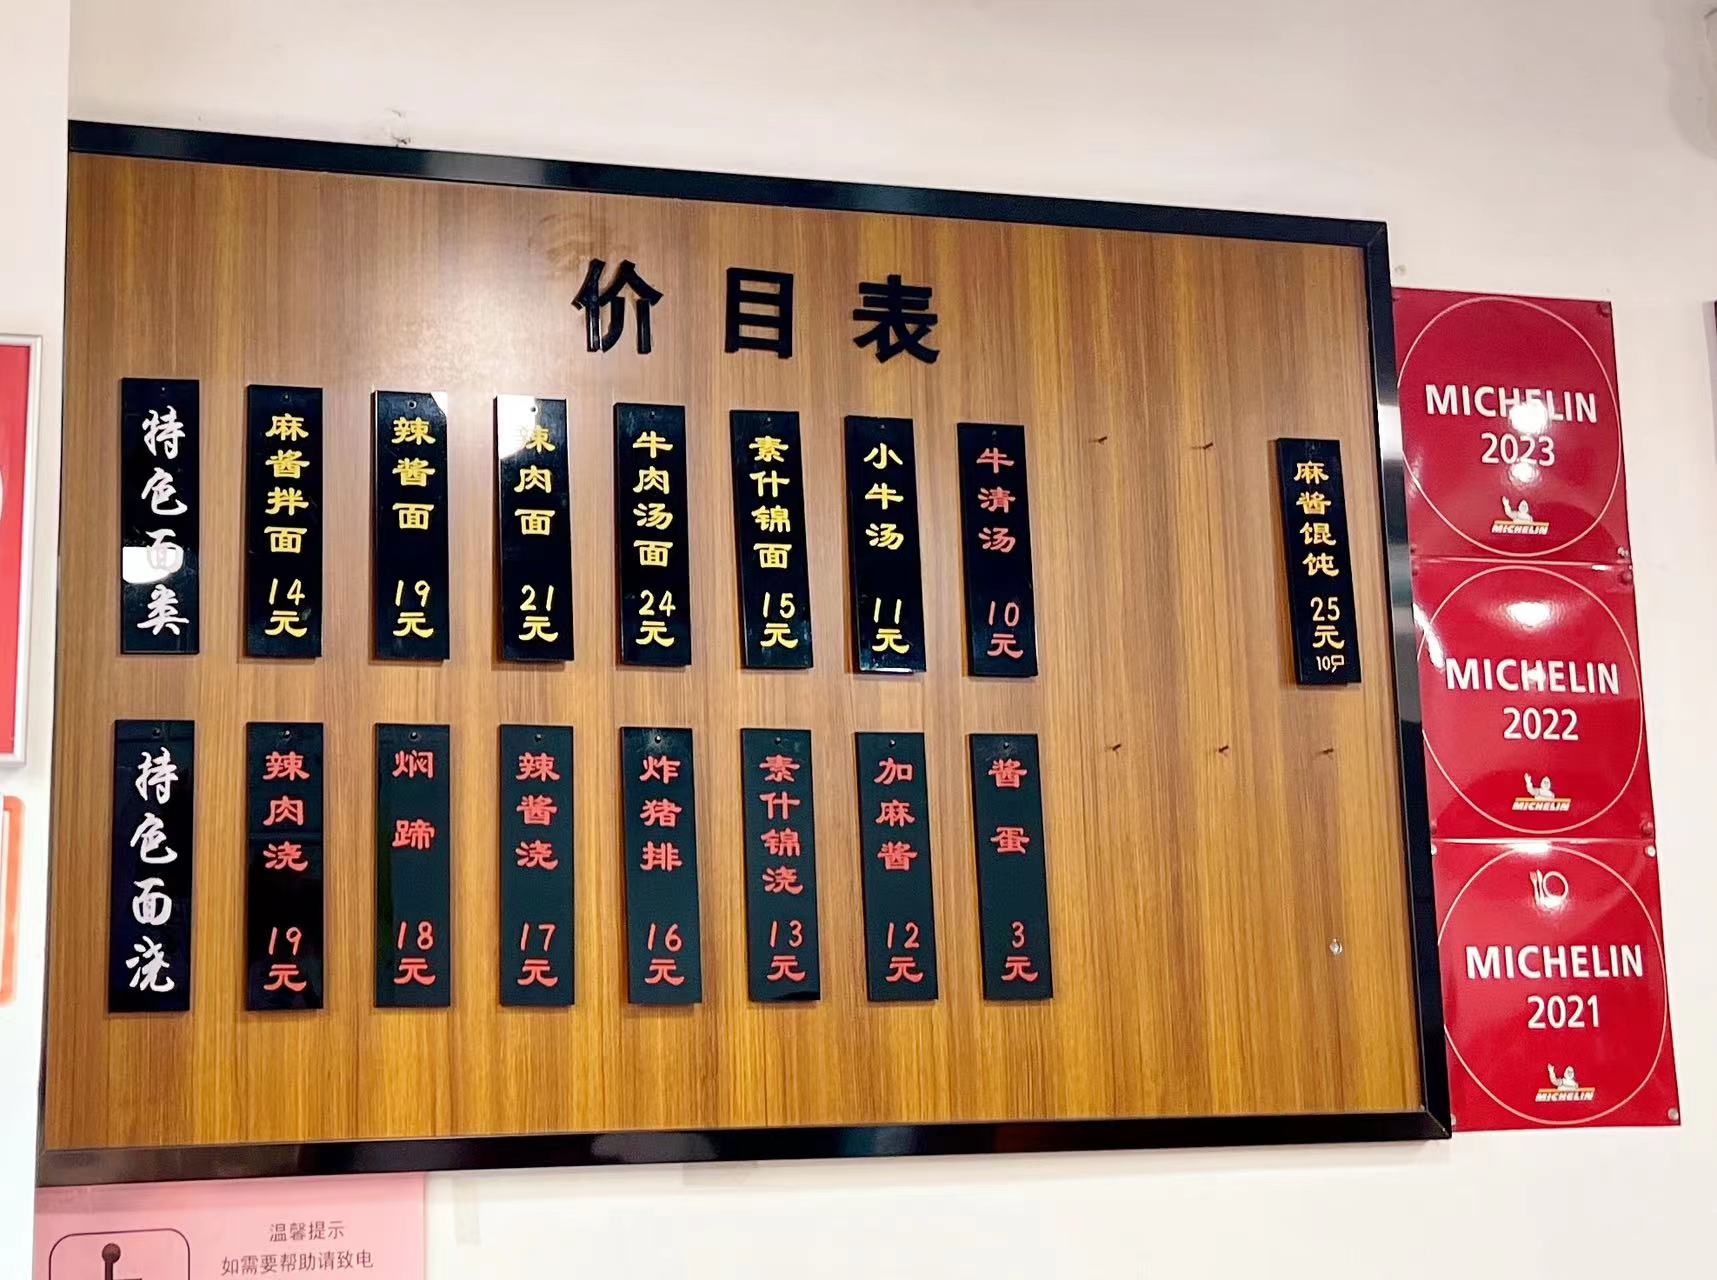 价目表
特色面类
麻酱拌面 14元
辣酱面 19元
辣肉面 21元
牛肉汤面 24元
素什锦面 15元
小牛汤 11元
牛清汤 10元
麻酱馄饨 25元 10只
特色面浇
辣肉浇 19元
焖蹄 18元
辣酱浇 17元
炸猪排 16元
素什锦浇 13元
加麻酱 12元
酱蛋 3元
MICHELIN
2023
MICHELIN
MICHELIN
2022
MICHELIN
MICHELIN
2021
MICHELIN
温馨提示
如需要帮助请致电